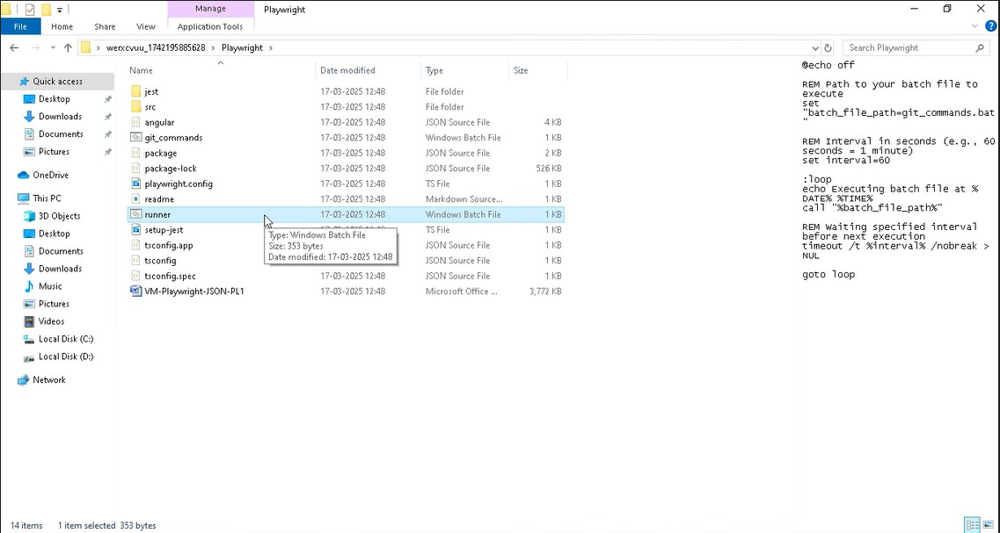 Manage
Playwright
File
Home
Share
View
Application Tools
werxcvuu_1742195885628 > Playwright >
Search Playwright
Name
Date modified
Type
Size
Quick access
Desktop
Downloads
Documents
Pictures
OneDrive
This PC
3D Objects
Desktop
Documents
Downloads
Music
Pictures
Videos
Local Disk (C:)
Local Disk (D:)
Network
jest 17-03-2025 12:48 File folder
src 17-03-2025 12:48 File folder
angular 17-03-2025 12:48 JSON Source File 4 KB
git_commands 17-03-2025 12:48 Windows Batch File 1 KB
package 17-03-2025 12:48 JSON Source File 2 KB
package-lock 17-03-2025 12:48 JSON Source File 526 KB
playwright.config 17-03-2025 12:48 TS File 1 KB
readme 17-03-2025 12:48 Markdown Source... 1 KB
runner 17-03-2025 12:48 Windows Batch File 1 KB
setup-jest TS File 1 KB
tsconfig.app JSON Source File 1 KB
tsconfig JSON Source File 1 KB
tsconfig.spec 17-03-2025 12:48 JSON Source File 1 KB
VM-Playwright-JSON-PL1 17-03-2025 12:48 Microsoft Office ... 3,772 KB
Type: Windows Batch File
Size: 353 bytes
Date modified: 17-03-2025 12:48
@echo off
REM Path to your batch file to
execute
set
"batch_file_path=git_commands.bat
"
REM Interval in seconds (e.g., 60
seconds = 1 minute)
set interval=60
:loop
echo Executing batch file at %
DATE% %TIME%
call "%batch_file_path%"
REM Waiting specified interval
before next execution
timeout /t %interval% /nobreak >
NUL
goto loop
14 items
1 item selected 353 bytes